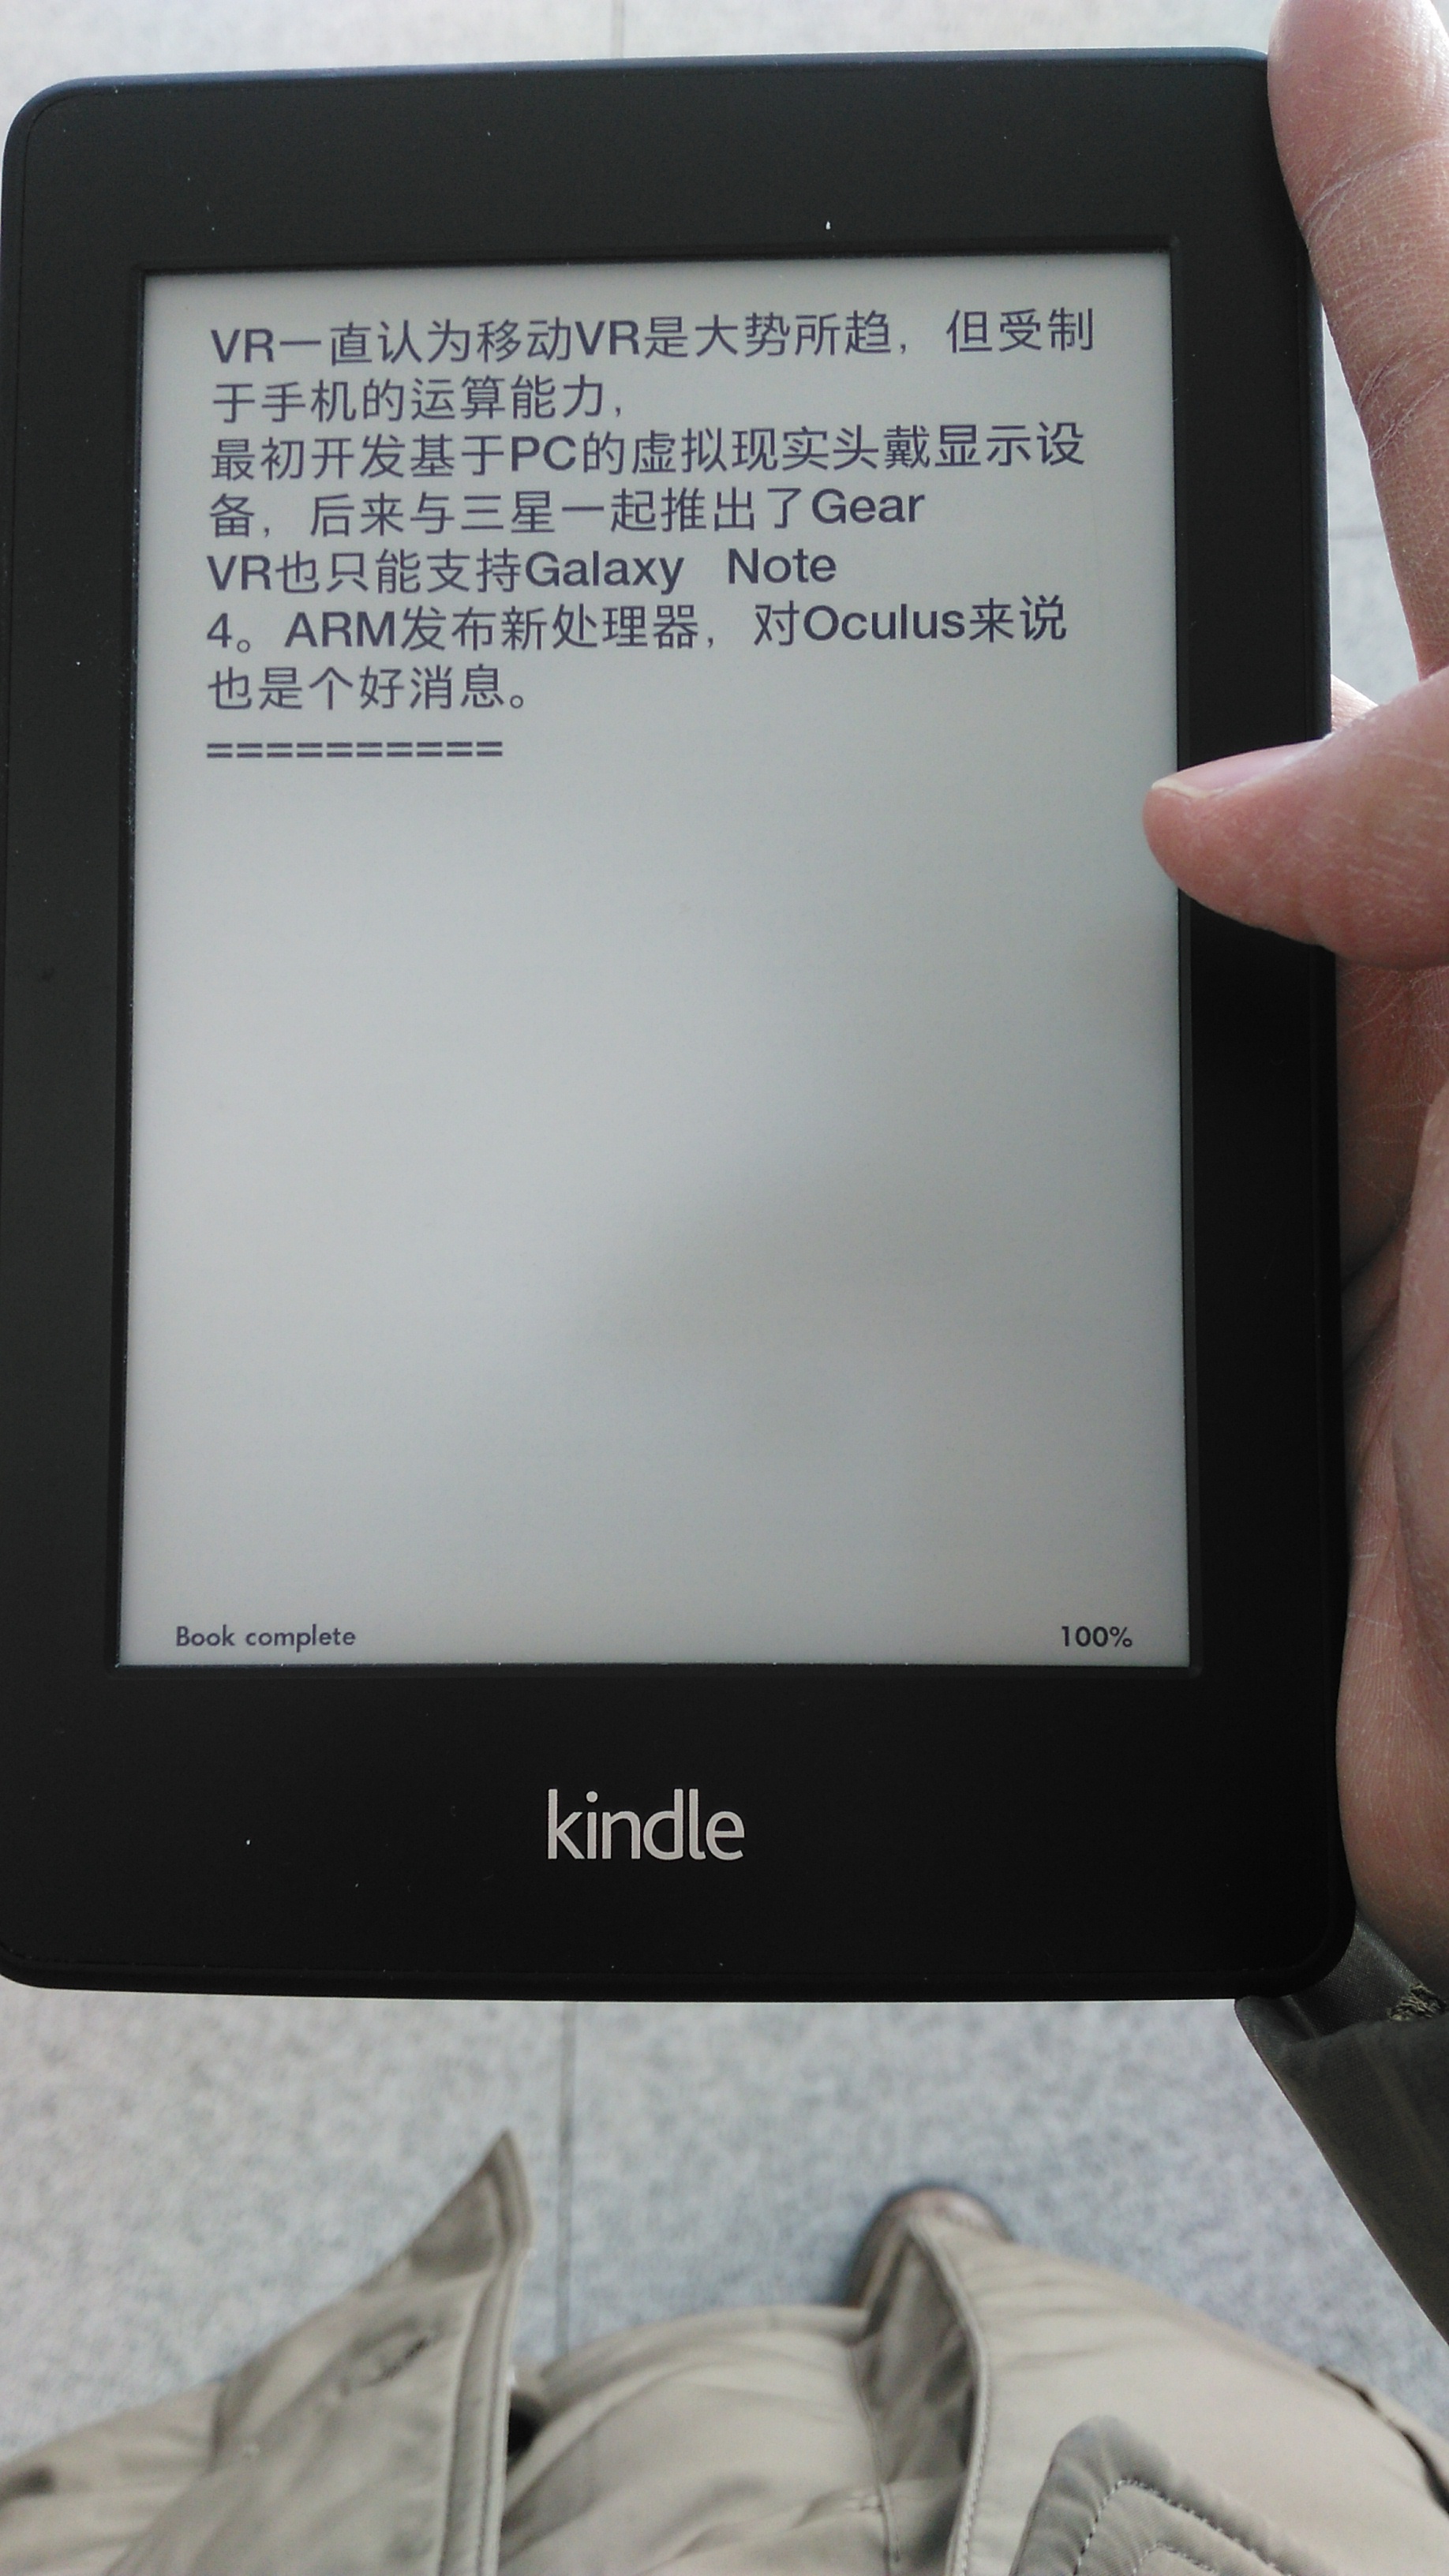 VR一直认为移动VR是大势所趋，但受制
于手机的运算能力，
最初开发基于PC的虚拟现实头戴显示设
备，后来与三星一起推出了Gear
VR也只能支持Galaxy Note
4。ARM发布新处理器，对Oculus来说
也是个好消息。
==========
Book complete 100%
kindle